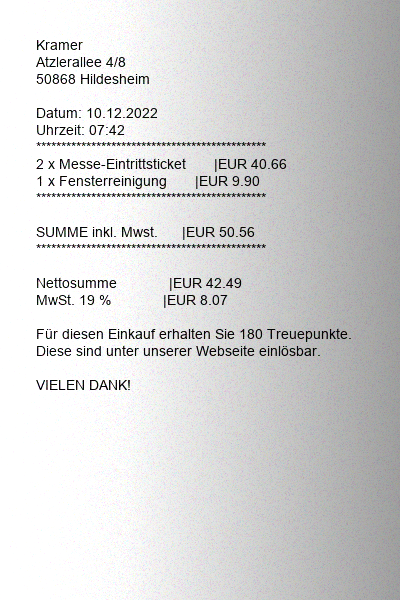 Kramer
Atzlerallee 4/8
50868 Hildesheim
Datum: 10.12.2022
Uhrzeit: 07:42
**********************************************
2 x Messe-Eintrittsticket |EUR 40.66
1 x Fensterreinigung |EUR 9.90
**********************************************
SUMME inkl. Mwst. |EUR 50.56
**********************************************
Nettosumme |EUR 42.49
MwSt. 19 % |EUR 8.07
Für diesen Einkauf erhalten Sie 180 Treuepunkte.
Diese sind unter unserer Webseite einlösbar.
VIELEN DANK!